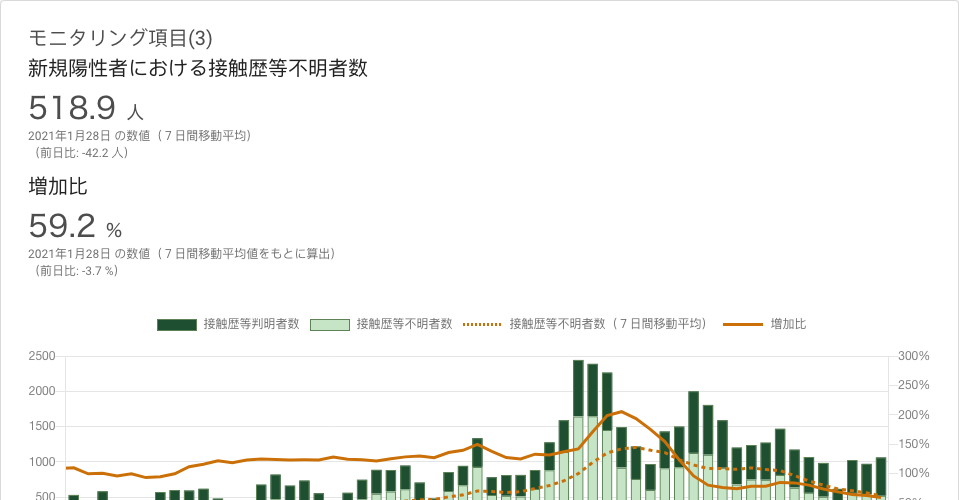 モニタリング項目(3)
新規陽性者における接触歴等不明者数
518.9 人
2021年1月28日 の数値（７日間移動平均）
（前日比: -42.2 人）
増加比
59.2 %
2021年1月28日 の数値（７日間移動平均値をもとに算出）
（前日比: -3.7 %）
接触歴等判明者数 接触歴等不明者数 接触歴等不明者数（７日間移動平均） 増加比
2500 300%
250%
2000
200%
1500
150%
1000
100%
500